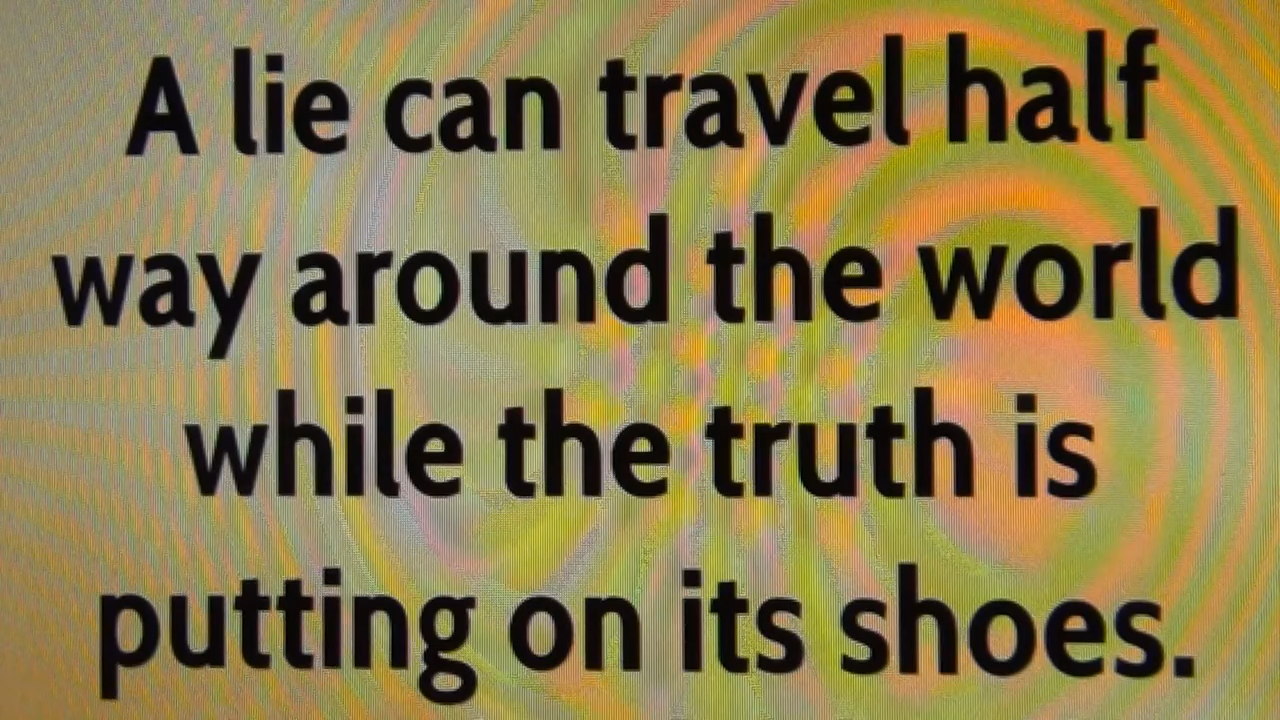 A lie can travel half
way around the world
while the truth is
putting on its shoes.